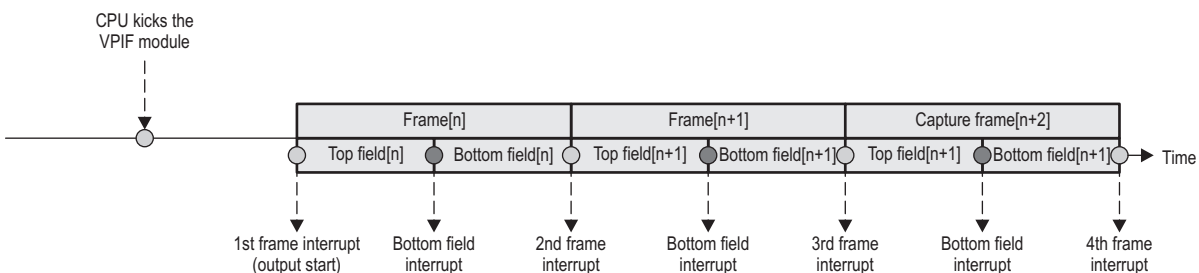 CPU kicks the
VPIF module
Frame[n]
Frame[n+1]
Capture frame[n+2]
Top field[n]
Bottom field[n]
Top field[n+1]
Bottom field[n+1]
Top field[n+1]
Bottom field[n+1]
Time
1st frame interrupt
(output start)
Bottom field
interrupt
2nd frame
interrupt
Bottom field
interrupt
3rd frame
interrupt
Bottom field
interrupt
4th frame
interrupt